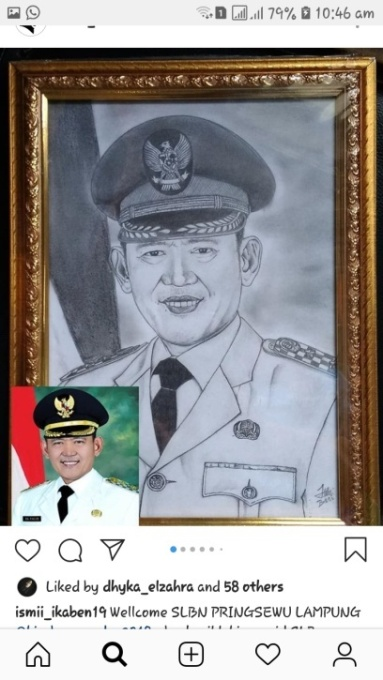 79% 10:46 am
Liked by dhyka_elzahra and 58 others
ismii_ikaben19 Wellcome SLBN PRINGSEWU LAMPUNG